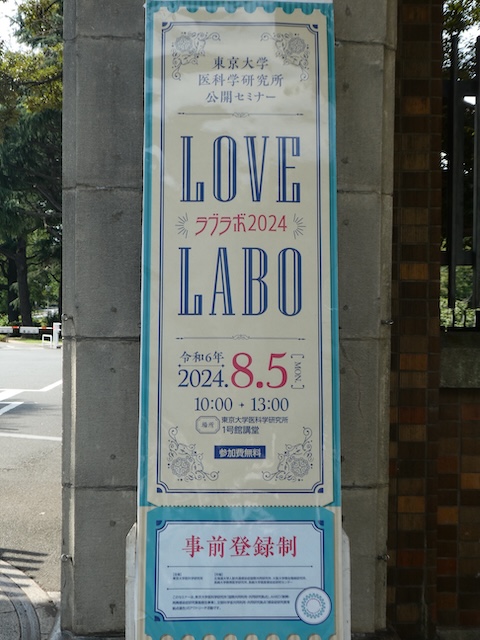 東京大学
医科学研究所
公開セミナー
LOVE
ラブラボ2024
LABO
令和6年
2024.8.5 [MON.]
10:00→13:00
場所 東京大学医科学研究所
1号館講堂
参加費無料
事前登録制